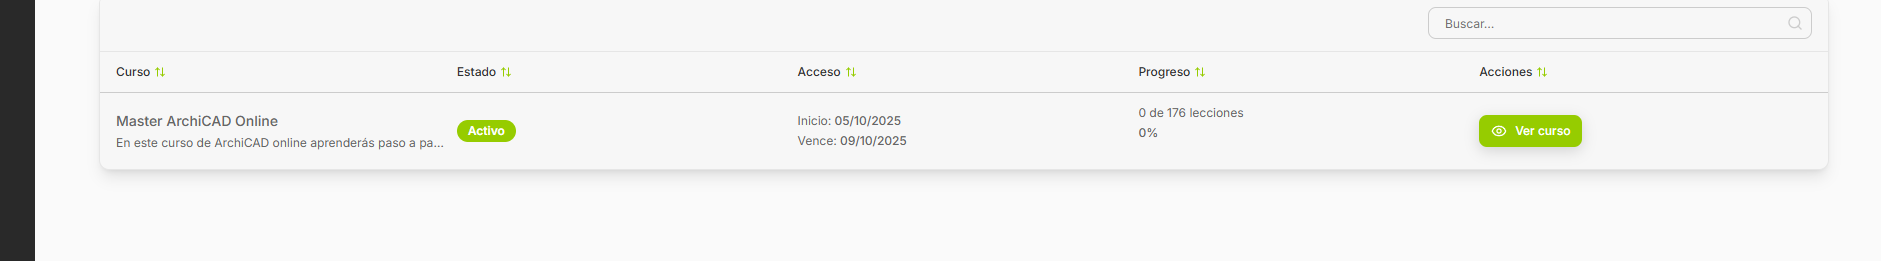 Buscar...
Curso
Estado
Acceso
Progreso
Acciones
Master ArchiCAD Online
En este curso de ArchiCAD online aprenderás paso a pa...
Activo
Inicio: 05/10/2025
Vence: 09/10/2025
0 de 176 lecciones
0%
Ver curso